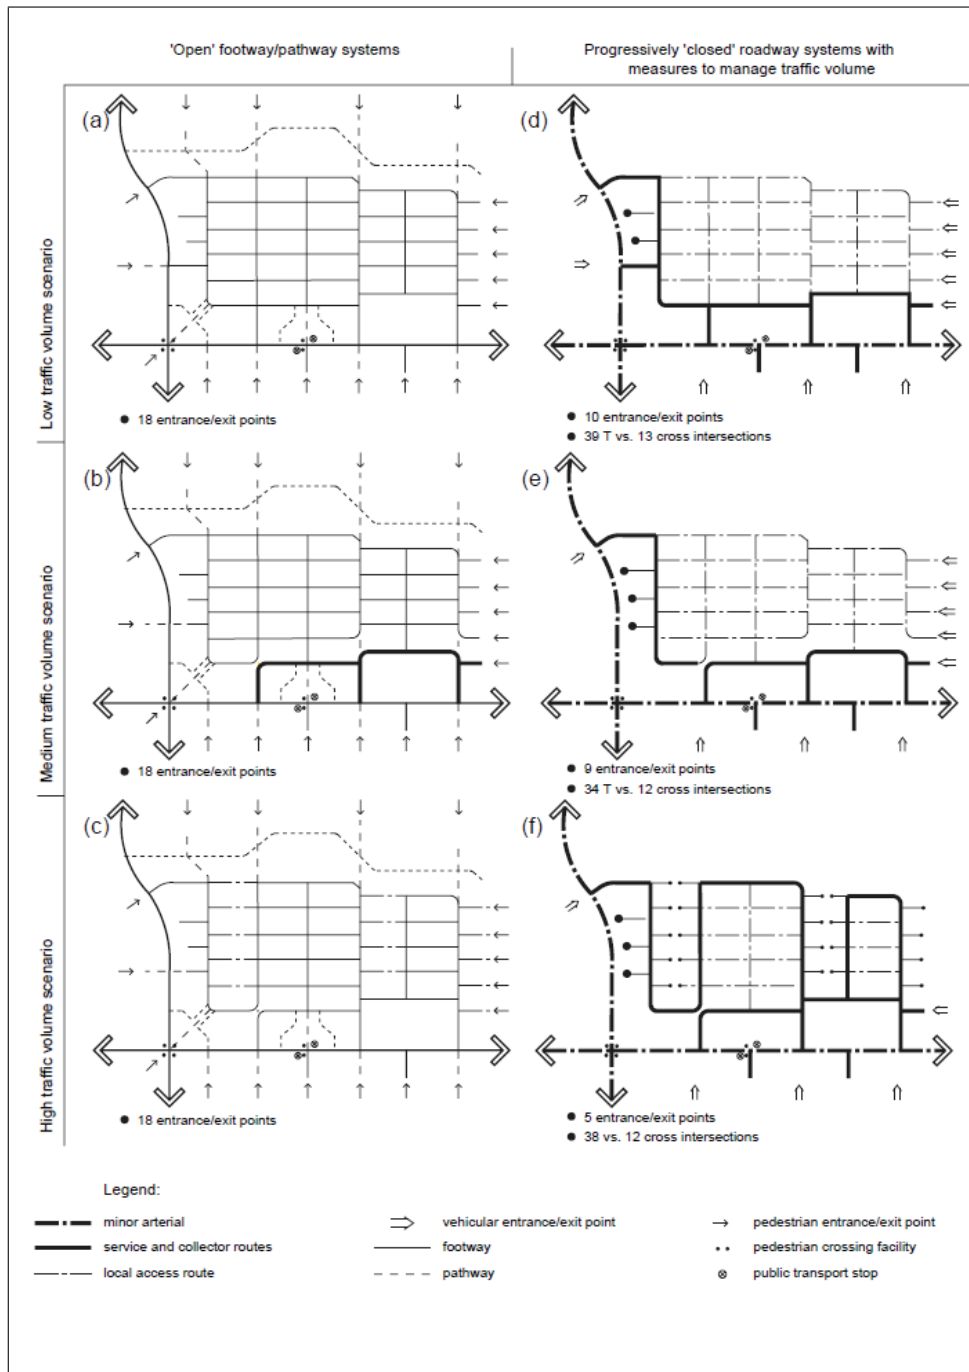 'Open' footway/pathway systems
Progressively 'closed' roadway systems with
measures to manage traffic volume
Low traffic volume scenario
(a)
18 entrance/exit points
(d)
10 entrance/exit points
39 T vs. 13 cross intersections
Medium traffic volume scenario
(b)
18 entrance/exit points
(e)
9 entrance/exit points
34 T vs. 12 cross intersections
High traffic volume scenario
(c)
18 entrance/exit points
(f)
5 entrance/exit points
38 vs. 12 cross intersections
Legend:
minor arterial
service and collector routes
local access route
vehicular entrance/exit point
footway
pathway
pedestrian entrance/exit point
pedestrian crossing facility
public transport stop